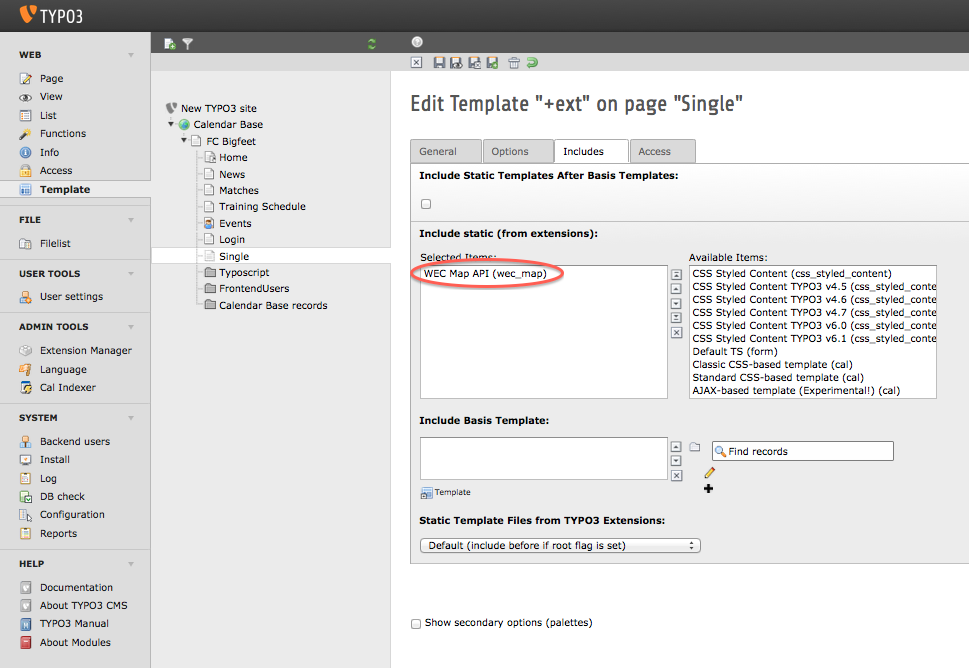 TYPO3
WEB
Page
View
List
Functions
Info
Access
Template
FILE
Filelist
USER TOOLS
User settings
ADMIN TOOLS
Extension Manager
Language
Cal Indexer
SYSTEM
Backend users
Install
Log
DB check
Configuration
Reports
HELP
Documentation
About TYPO3 CMS
TYPO3 Manual
About Modules
New TYPO3 site
Calendar Base
FC Bigfeet
Home
News
Matches
Training Schedule
Events
Login
Single
Typoscript
FrontendUsers
Calendar Base records
Edit Template "+ext" on page "Single"
General
Options
Includes
Access
Include Static Templates After Basis Templates:
Include static (from extensions):
Selected Items:
WEC Map API (wec_map)
Available Items:
CSS Styled Content (css_styled_content)
CSS Styled Content TYPO3 v4.5 (css_styled_conte
CSS Styled Content TYPO3 v4.6 (css_styled_conte
CSS Styled Content TYPO3 v4.7 (css_styled_conte
CSS Styled Content TYPO3 v6.0 (css_styled_conte
CSS Styled Content TYPO3 v6.1 (css_styled_conte
Default TS (form)
Classic CSS-based template (cal)
Standard CSS-based template (cal)
AJAX-based template (Experimental!) (cal)
Include Basis Template:
Find records
Template
Static Template Files from TYPO3 Extensions:
Default (include before if root flag is set)
Show secondary options (palettes)